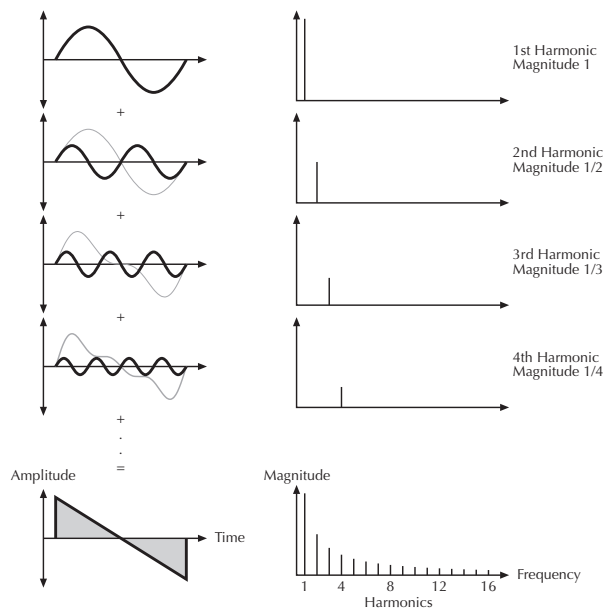 1st Harmonic
Magnitude 1
+
2nd Harmonic
Magnitude 1/2
+
3rd Harmonic
Magnitude 1/3
+
4th Harmonic
Magnitude 1/4
+
.
.
=
Amplitude
Magnitude
Time
Frequency
1 4 8 12 16
Harmonics